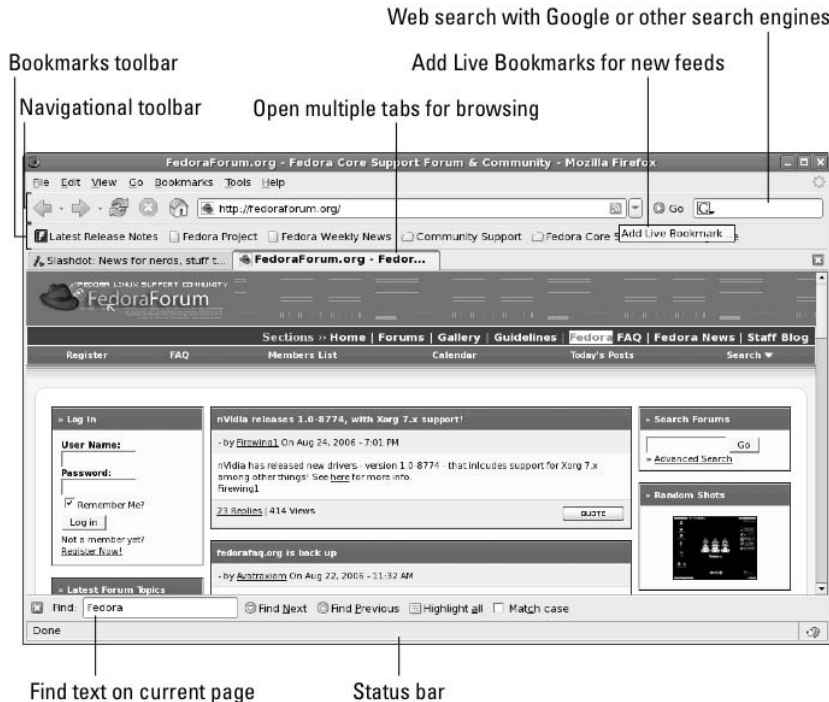 Web search with Google or other search engines
Bookmarks toolbar
Add Live Bookmarks for new feeds
Navigational toolbar
Open multiple tabs for browsing
FedoraForum.org - Fedora Core Support Forum & Community - Mozilla Firefox
File Edit View Go Bookmarks Tools Help
http://fedoraforum.org/ Go G
Latest Release Notes Fedora Project Fedora Weekly News Community Support Fedora Core
Add Live Bookmark...
Slashdot: News for nerds, stuff t... FedoraForum.org - Fedor...
FEDORA LINUX SUPPORT COMMUNITY
FedoraForum
Sections » Home | Forums | Gallery | Guidelines | Fedora FAQ | Fedora News | Staff Blog
Register FAQ Members List Calendar Today's Posts Search
» Log in
User Name:
Password:
Remember Me?
Log in
Not a member yet?
Register Now!
» Latest Forum Topics
nVidia releases 1.0-8774, with Xorg 7.x support!
- by Firewing1 On Aug 24, 2006 - 7:01 PM
nVidia has released new drivers - version 1.0-8774 - that inlcudes support for Xorg 7.x
among other things! See here for more info.
Firewing1
23 Replies | 414 Views
QUOTE
fedorafaq.org is back up
- by Avatraxiom On Aug 22, 2006 - 11:32 AM
» Search Forums
Go
» Advanced Search
» Random Shots
Find: Fedora Find Next Find Previous Highlight all Match case
Done
Find text on current page
Status bar